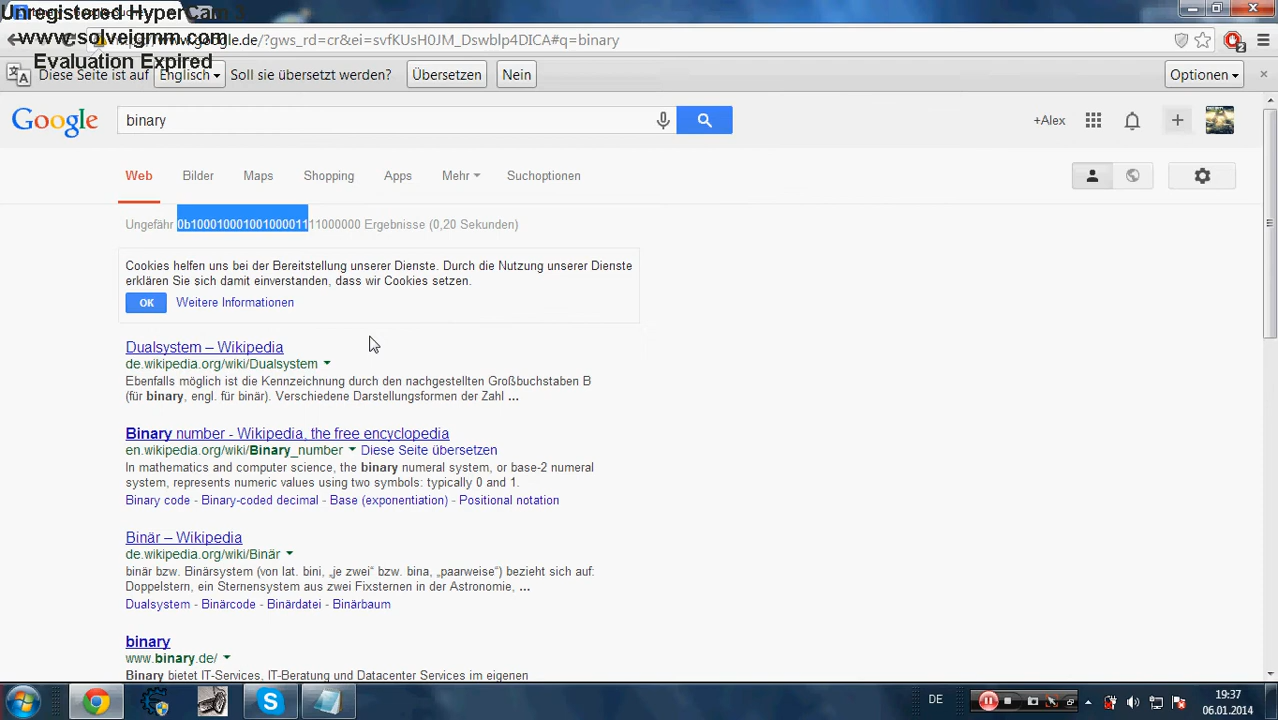 Unregistered HyperCam 3
www.solveigmm.com
Evaluation Expired
www.google.de/?gws_rd=cr&ei=svfKUsH0JM_Dswblp4DICA#q=binary
2
Diese Seite ist auf Englisch Soll sie übersetzt werden? Übersetzen Nein Optionen
Google binary +Alex
Web Bilder Maps Shopping Apps Mehr Suchoptionen
Ungefähr 0b10001000100100001111000000 Ergebnisse (0,20 Sekunden)
Cookies helfen uns bei der Bereitstellung unserer Dienste. Durch die Nutzung unserer Dienste
erklären Sie sich damit einverstanden, dass wir Cookies setzen.
OK Weitere Informationen
Dualsystem – Wikipedia
de.wikipedia.org/wiki/Dualsystem
Ebenfalls möglich ist die Kennzeichnung durch den nachgestellten Großbuchstaben B
(für binary, engl. für binär). Verschiedene Darstellungsformen der Zahl ...
Binary number - Wikipedia, the free encyclopedia
en.wikipedia.org/wiki/Binary_number Diese Seite übersetzen
In mathematics and computer science, the binary numeral system, or base-2 numeral
system, represents numeric values using two symbols: typically 0 and 1.
Binary code - Binary-coded decimal - Base (exponentiation) - Positional notation
Binär – Wikipedia
de.wikipedia.org/wiki/Binär
binär bzw. Binärsystem (von lat. bini, „je zwei“ bzw. bina, „paarweise“) bezieht sich auf:
Doppelstern, ein Sternensystem aus zwei Fixsternen in der Astronomie, ...
Dualsystem - Binärcode - Binärdatei - Binärbaum
binary
www.binary.de/
Binary bietet IT-Services, IT-Beratung und Datacenter Services im eigenen
DE 19:37
06.01.2014